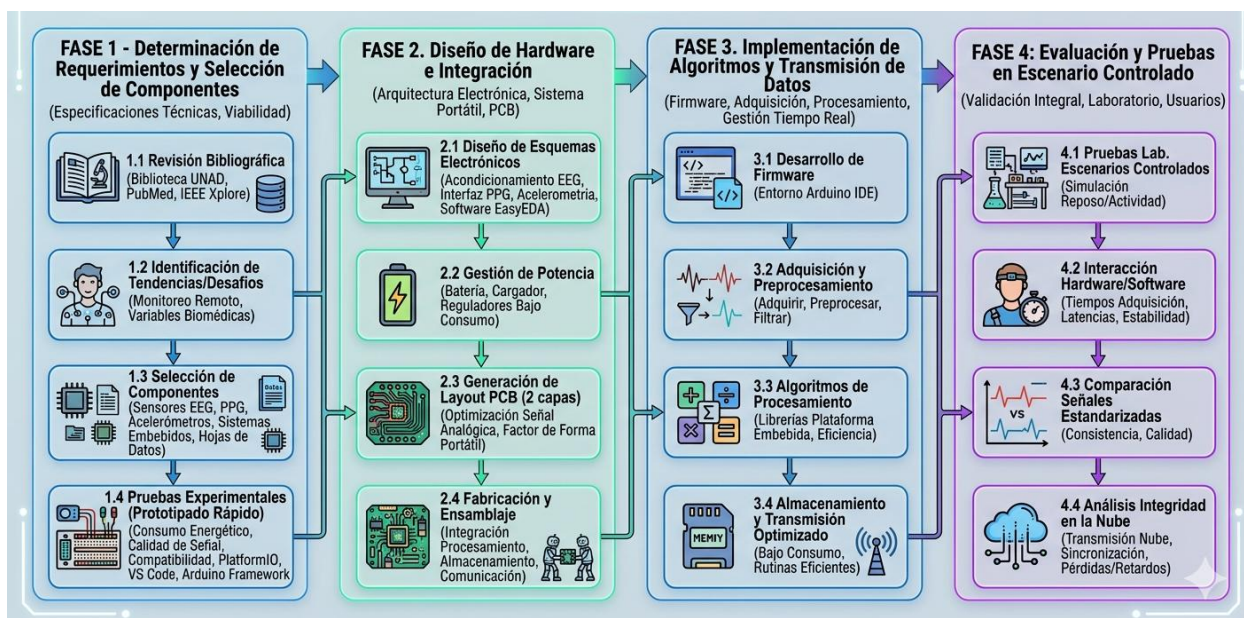 FASE 1 - Determinación de
Requerimientos y Selección
de Componentes
(Especificaciones Técnicas, Viabilidad)
1.1 Revisión Bibliográfica
(Biblioteca UNAD,
PubMed, IEEE Xplore)
1.2 Identificación de
Tendencias/Desafios
(Monitoreo Remoto,
Variables Biomédicas)
1.3 Selección de
Componentes
(Sensores EEG, PPG,
Acelerómetros, Sistemas
Embebidos, Hojas de
Datos)
Datos
1.4 Pruebas Experimentales
(Prototipado Rápido)
(Consumo Energético,
Calidad de Señal,
Compatibilidad, PlatformIO,
VS Code, Arduino Framework
FASE 2. Diseño de Hardware
e Integración
(Arquitectura Electrónica, Sistema
Portátil, PCB)
2.1 Diseño de Esquemas
Electrónicos
(Acondicionamiento EEG,
Interfaz PPG, Acelerometría,
Software EasyEDA)
2.2 Gestión de Potencia
(Batería, Cargador,
Reguladores Bajo
Consumo)
2.3 Generación de
Layout PCB (2 capas)
(Optimización Señal
Analógica, Factor de Forma
Portátil)
2.4 Fabricación y
Ensamblaje
(Integración
Procesamiento,
Almacenamiento,
Comunicación)
FASE 3. Implementación de
Algoritmos y Transmisión de
Datos
(Firmware, Adquisición, Procesamiento,
Gestión Tiempo Real)
3.1 Desarrollo de
Firmware
(Entorno Arduino IDE)
</>
</>
3.2 Adquisición y
Preprocesamiento
(Adquirir, Preprocesar,
Filtrar)
3.3 Algoritmos de
Procesamiento
(Librerías Plataforma
Embebida, Eficiencia)
+ ÷
Σ
× =
3.4 Almacenamiento
y Transmisión
Optimizado
(Bajo Consumo,
Rutinas Eficientes)
MEMIY
FASE 4: Evaluación y Pruebas
en Escenario Controlado
(Validación Integral, Laboratorio, Usuarios)
4.1 Pruebas Lab.
Escenarios Controlados
(Simulación
Reposo/Actividad)
4.2 Interacción
Hardware/Software
(Tiempos Adquisición,
Latencias, Estabilidad)
4.3 Comparación
Señales
Estandarizadas
(Consistencia, Calidad)
VS
4.4 Análisis Integridad
en la Nube
(Transmisión Nube,
Sincronización,
Pérdidas/Retardos)